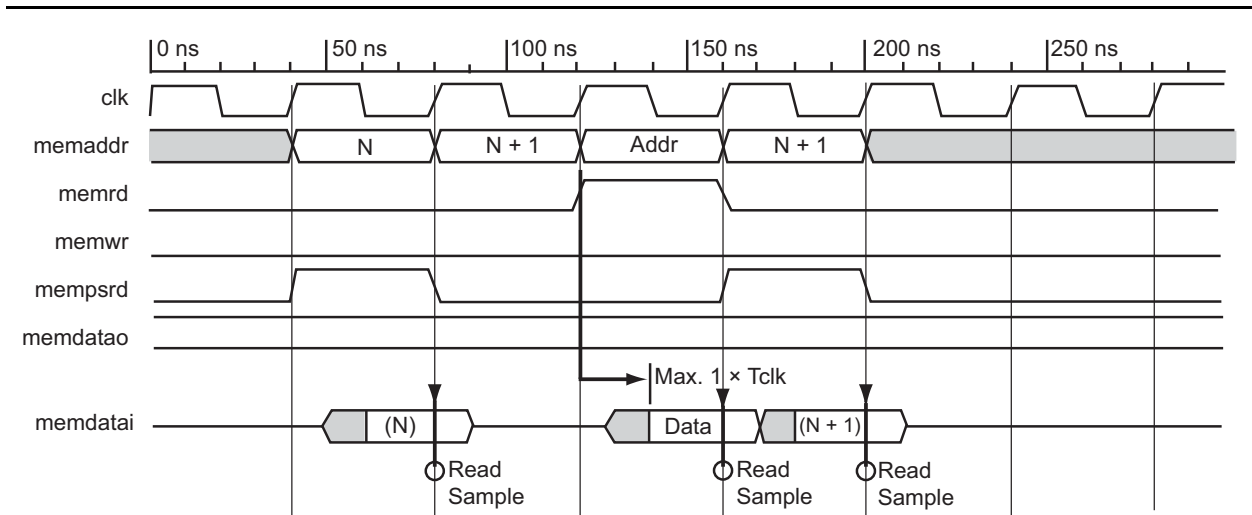 0 ns 50 ns 100 ns 150 ns 200 ns 250 ns
clk
memaddr N N + 1 Addr N + 1
memrd
memwr
mempsrd
memdatao
Max. 1 × Tclk
memdatai (N) Data (N + 1)
Read Read Read
Sample Sample Sample